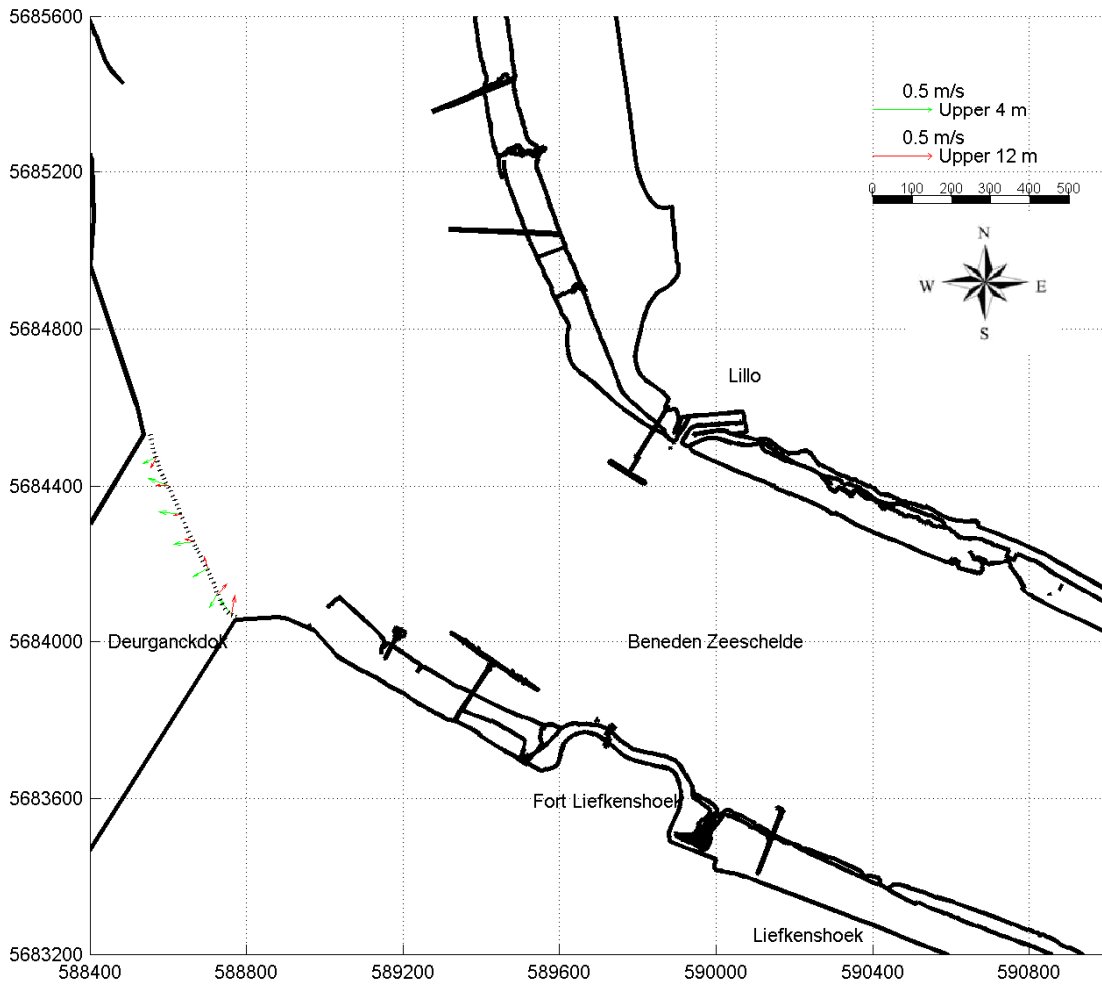 5685600
0.5 m/s
Upper 4 m
0.5 m/s
Upper 12 m
5685200
0 100 200 300 400 500
N
W E
S
5684800
Lillo
5684400
5684000
Deurganckdok
Beneden Zeeschelde
5683600
Fort Liefkenshoek
Liefkenshoek
5683200
588400 588800 589200 589600 590000 590400 590800